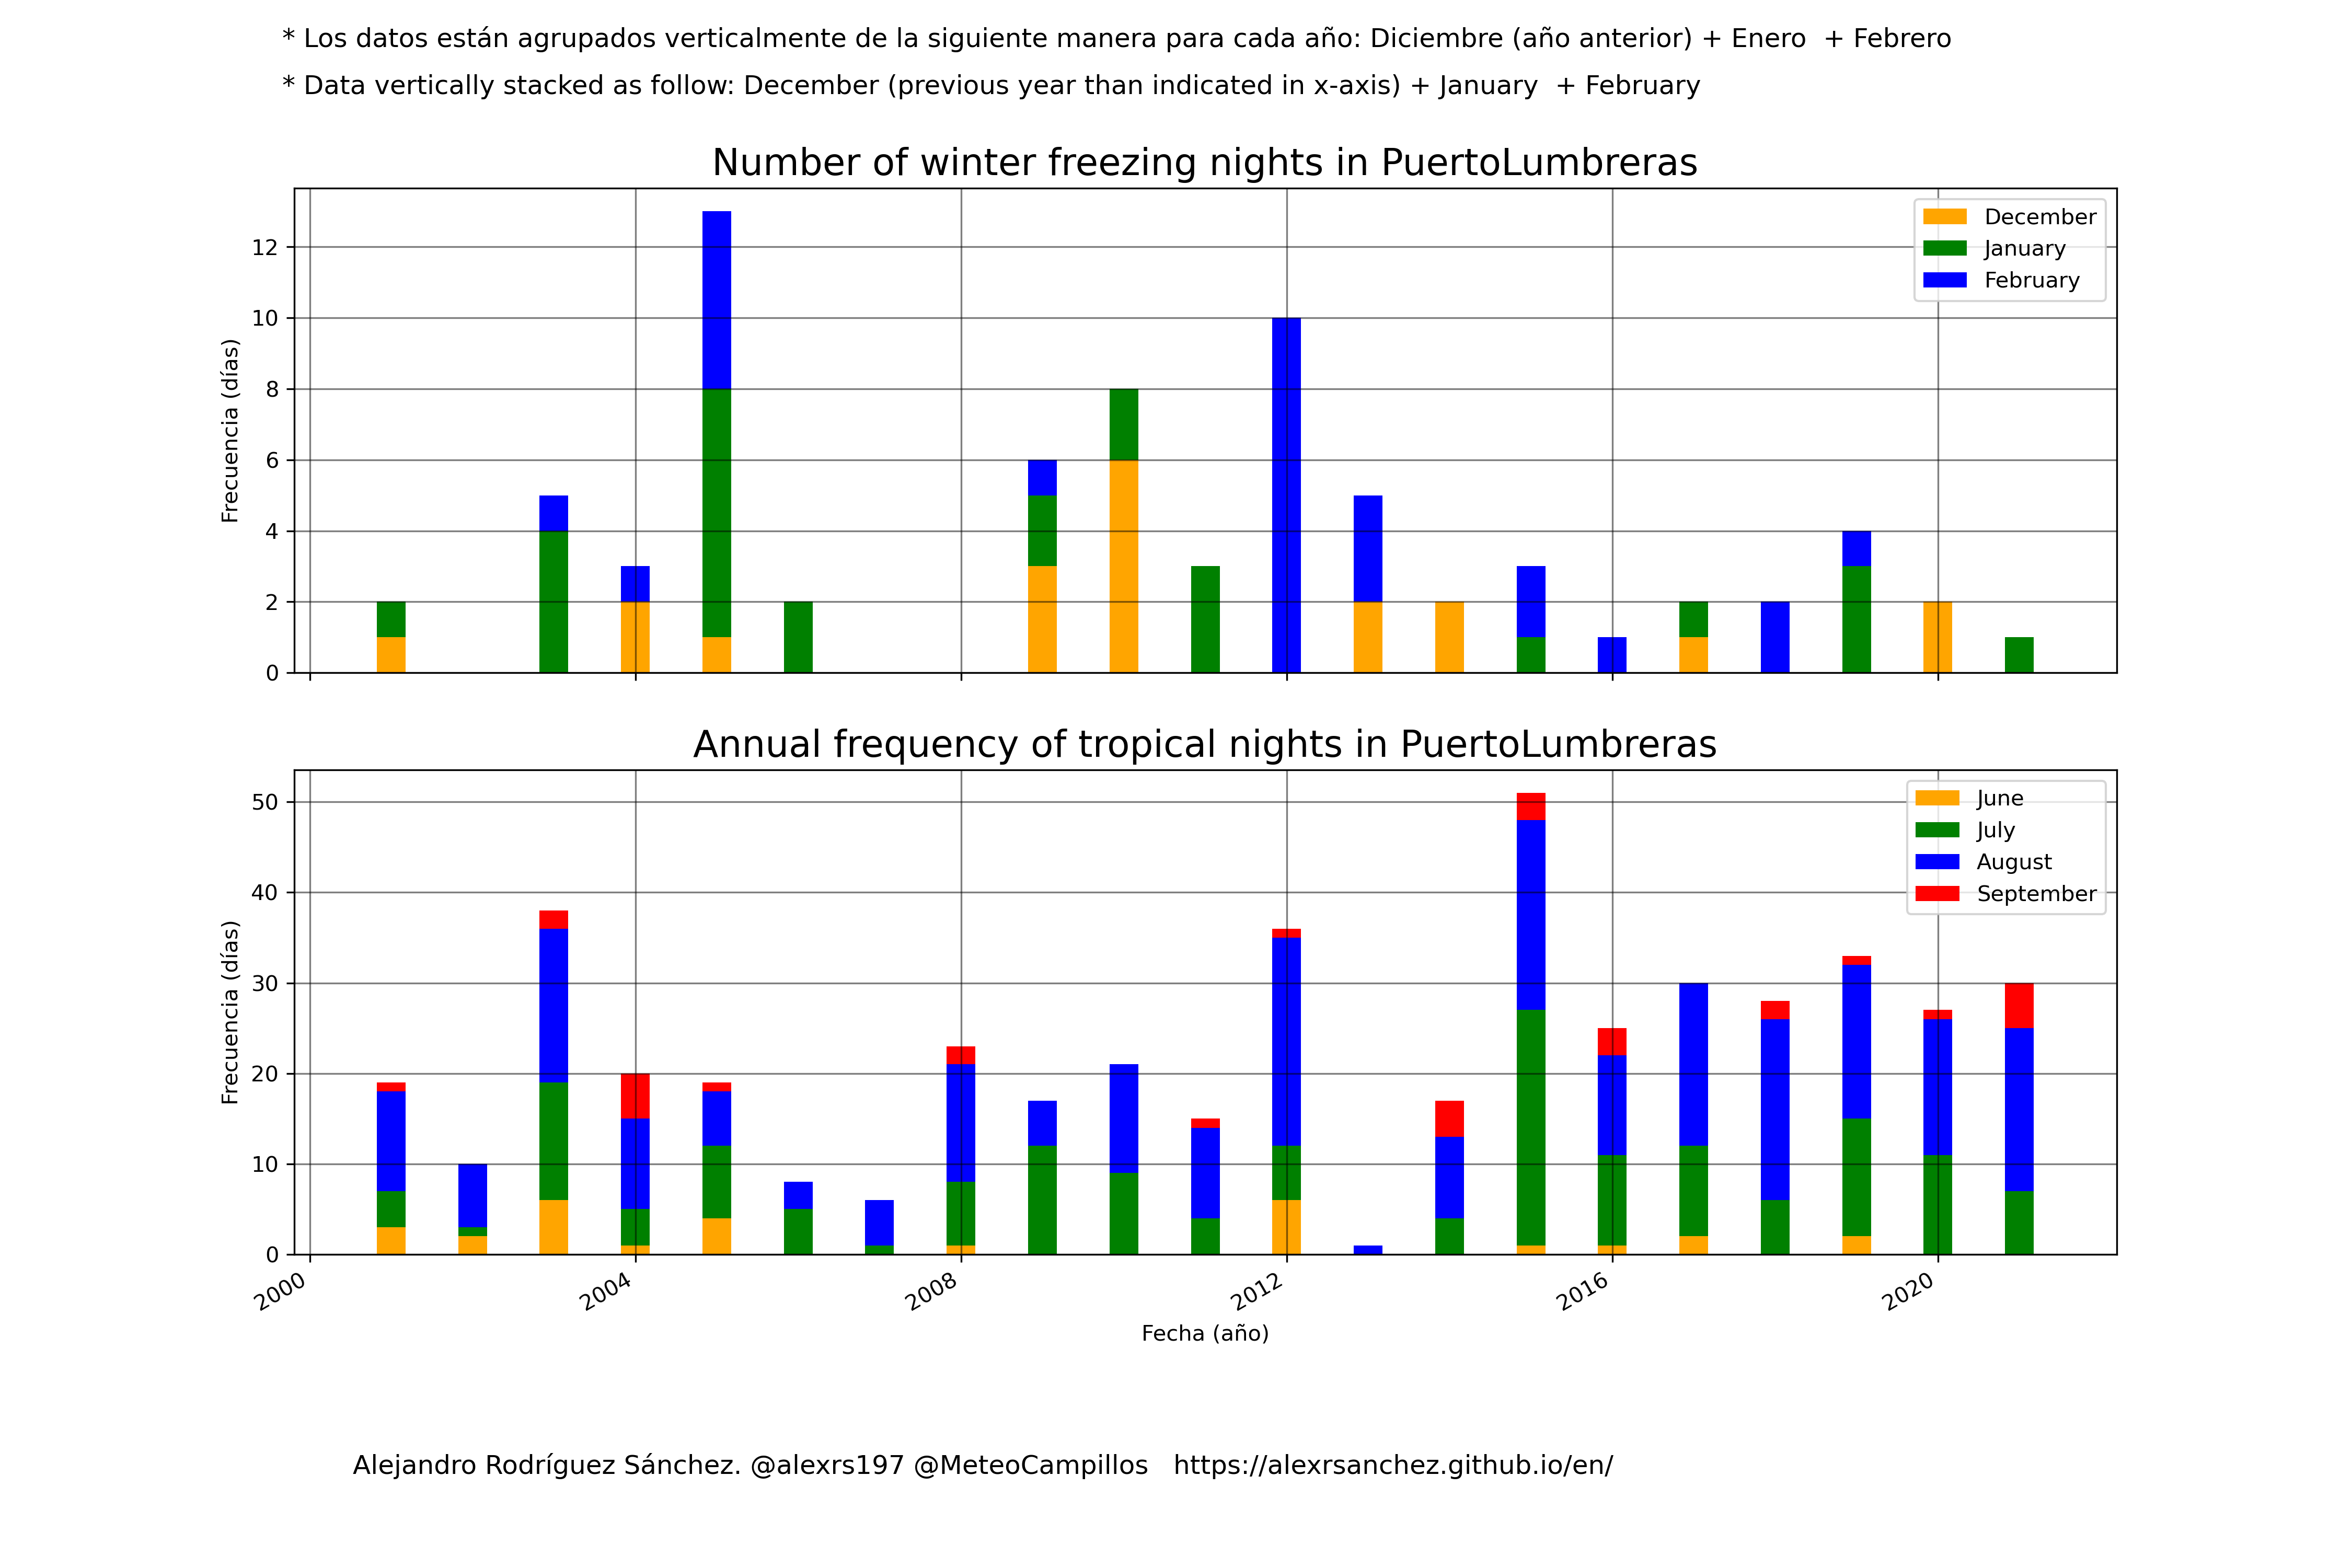 * Los datos están agrupados verticalmente de la siguiente manera para cada año: Diciembre (año anterior) + Enero  + Febrero
* Data vertically stacked as follow: December (previous year than indicated in x-axis) + January  + February
Number of winter freezing nights in PuertoLumbreras
Frecuencia (días)
12
10
8
6
4
2
0
December
January
February
Annual frequency of tropical nights in PuertoLumbreras
Frecuencia (días)
50
40
30
20
10
0
June
July
August
September
2000 2004 2008 2012 2016 2020
Fecha (año)
Alejandro Rodríguez Sánchez. @alexrs197 @MeteoCampillos   https://alexrsanchez.github.io/en/